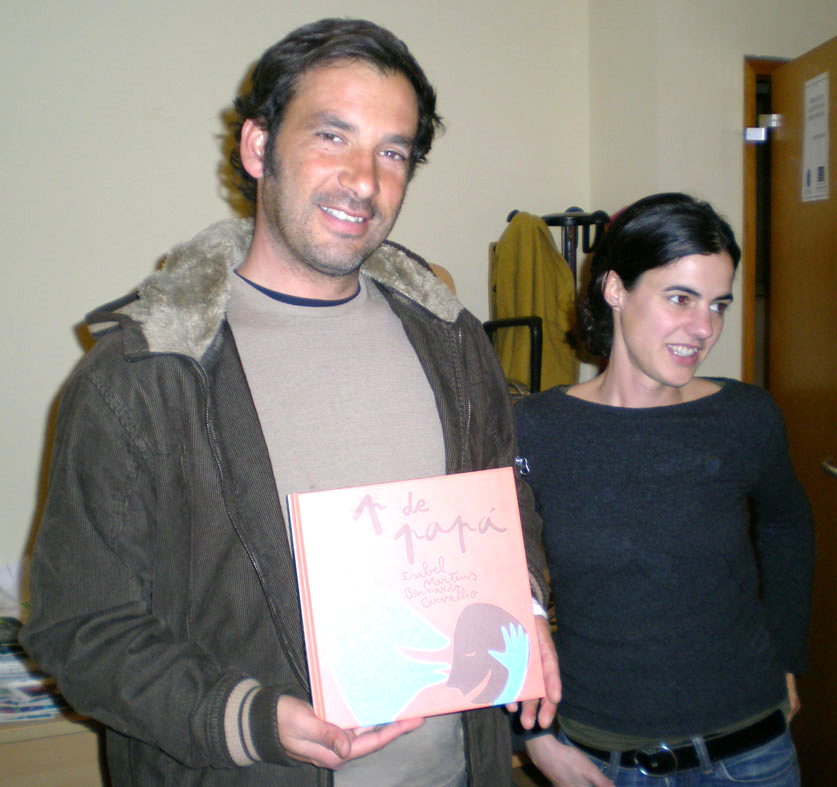 p de
papá
Isabel
Martins
Bernardo
Carvalho